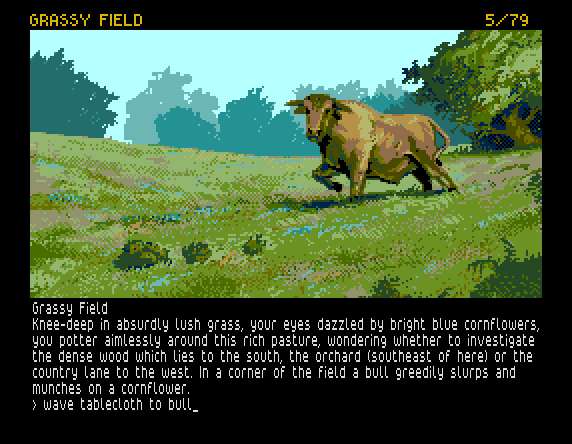 GRASSY FIELD 5/79
Grassy Field
Knee-deep in absurdly lush grass, your eyes dazzled by bright blue cornflowers,
you potter aimlessly around this rich pasture, wondering whether to investigate
the dense wood which lies to the south, the orchard (southeast of here) or the
country lane to the west. In a corner of the field a bull greedily slurps and
munches on a cornflower.
> wave tablecloth to bull_